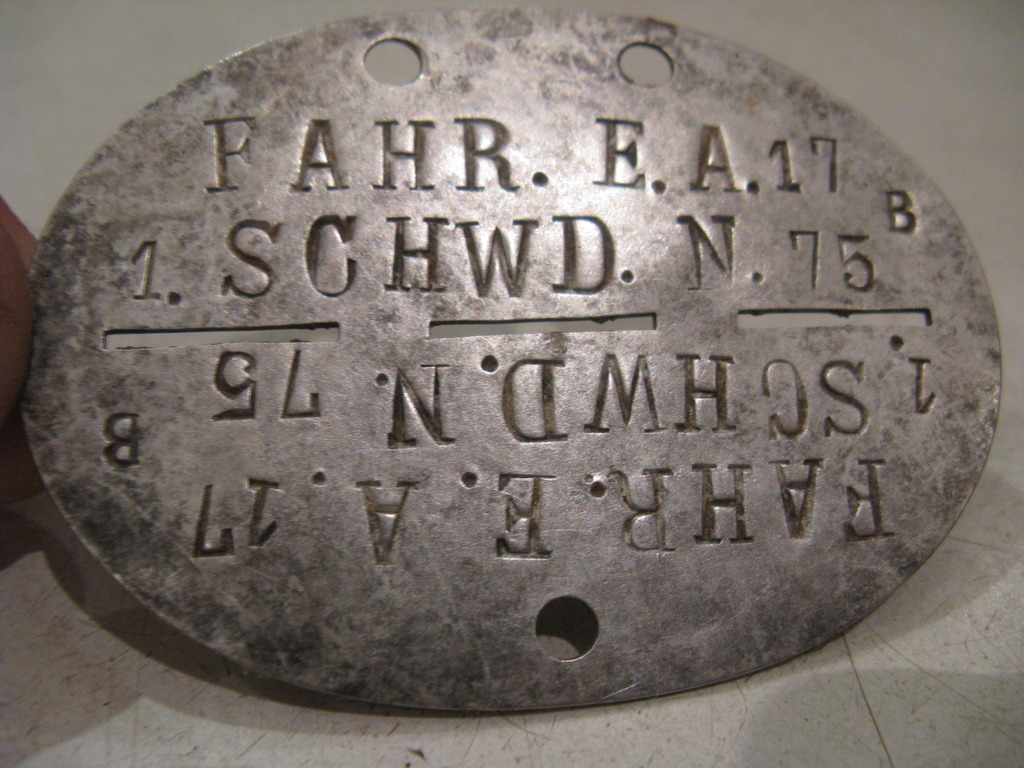 FAHR. E. A. 17
B
1. SCHWD. N. 75
1. SCHWD. N. 75
B
FAHR. E. A. 17